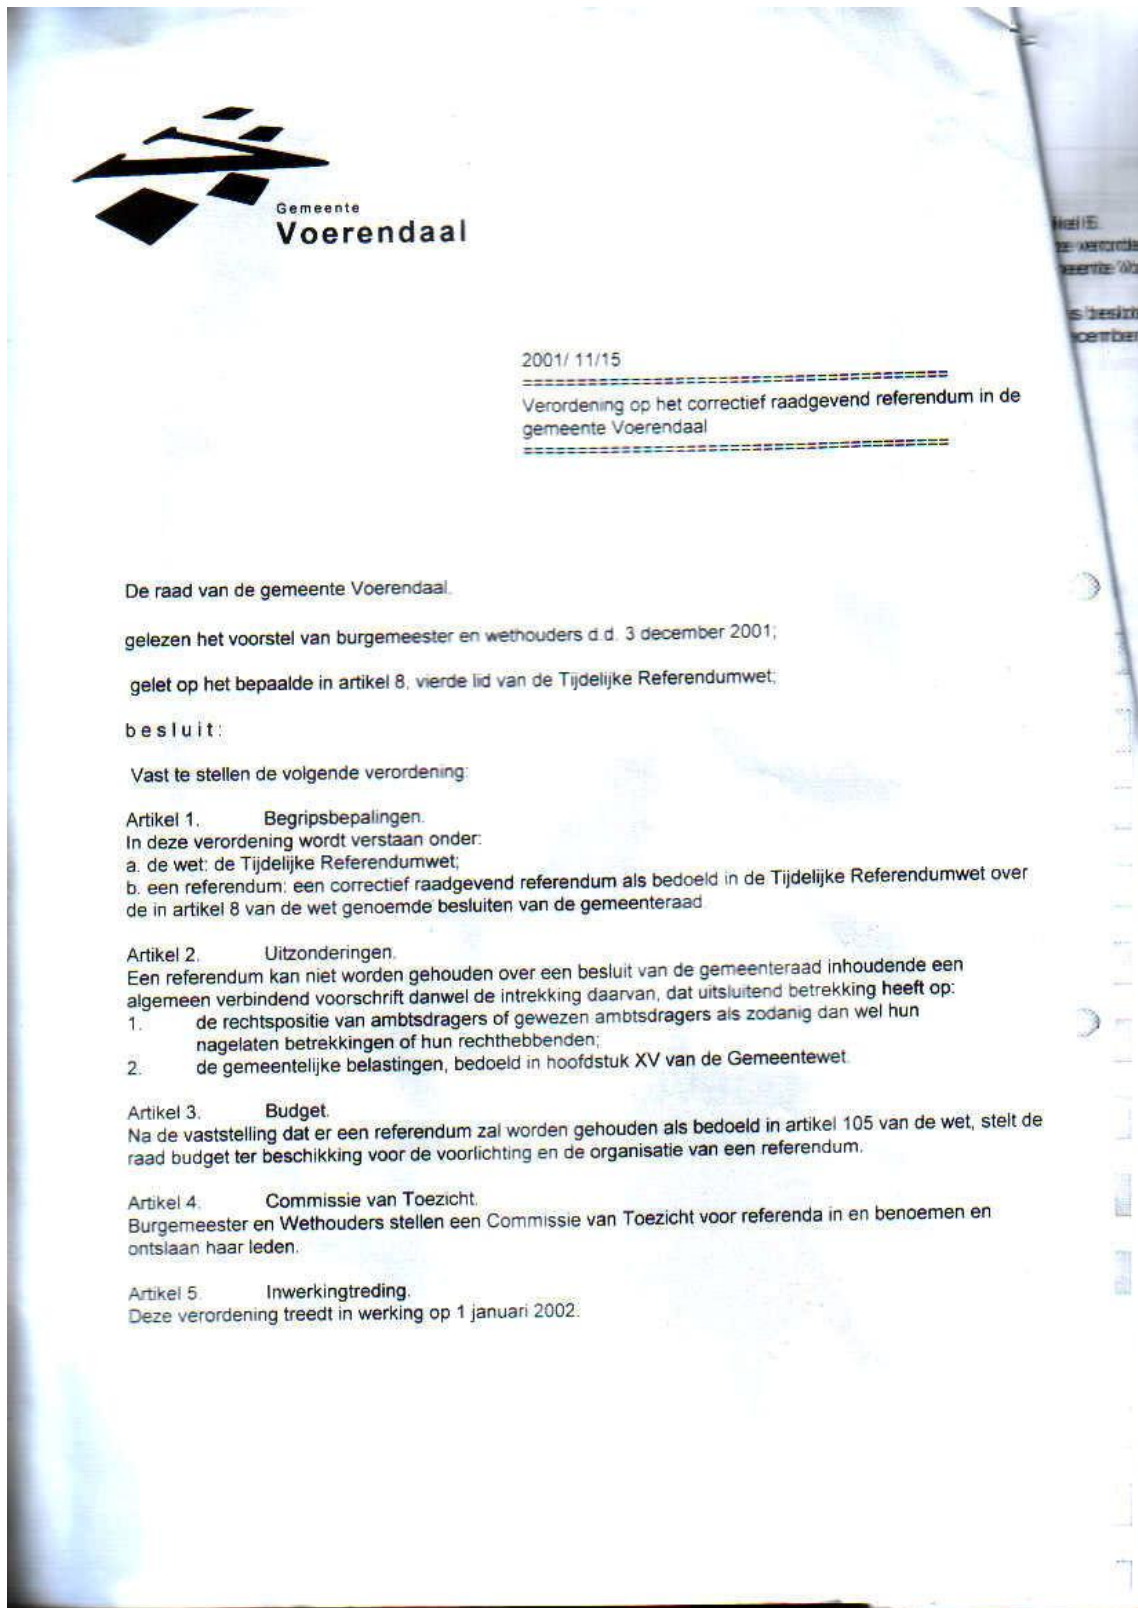 Gemeente
Voerendaal
2001/ 11/15
=======================================
Verordening op het correctief raadgevend referendum in de
gemeente Voerendaal
=======================================
De raad van de gemeente Voerendaal.
gelezen het voorstel van burgemeester en wethouders d.d. 3 december 2001;
gelet op het bepaalde in artikel 8, vierde lid van de Tijdelijke Referendumwet;
besluit:
Vast te stellen de volgende verordening:
Artikel 1. Begripsbepalingen.
In deze verordening wordt verstaan onder:
a. de wet: de Tijdelijke Referendumwet;
b. een referendum: een correctief raadgevend referendum als bedoeld in de Tijdelijke Referendumwet over
de in artikel 8 van de wet genoemde besluiten van de gemeenteraad.
Artikel 2. Uitzonderingen.
Een referendum kan niet worden gehouden over een besluit van de gemeenteraad inhoudende een
algemeen verbindend voorschrift danwel de intrekking daarvan, dat uitsluitend betrekking heeft op:
1. de rechtspositie van ambtsdragers of gewezen ambtsdragers als zodanig dan wel hun
nagelaten betrekkingen of hun rechthebbenden;
2. de gemeentelijke belastingen, bedoeld in hoofdstuk XV van de Gemeentewet.
Artikel 3. Budget.
Na de vaststelling dat er een referendum zal worden gehouden als bedoeld in artikel 105 van de wet, stelt de
raad budget ter beschikking voor de voorlichting en de organisatie van een referendum.
Artikel 4. Commissie van Toezicht.
Burgemeester en Wethouders stellen een Commissie van Toezicht voor referenda in en benoemen en
ontslaan haar leden.
Artikel 5. Inwerkingtreding.
Deze verordening treedt in werking op 1 januari 2002.